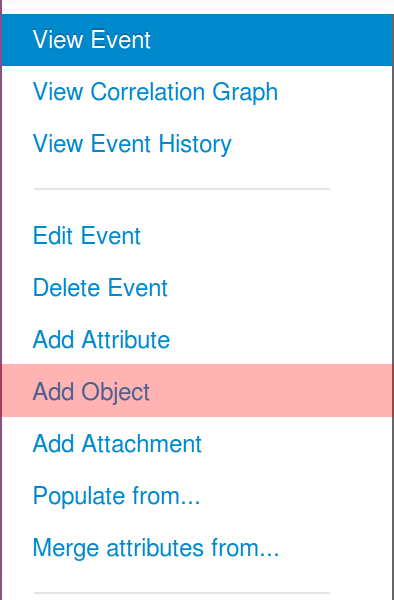 View Event
View Correlation Graph
View Event History
Edit Event
Delete Event
Add Attribute
Add Object
Add Attachment
Populate from...
Merge attributes from...